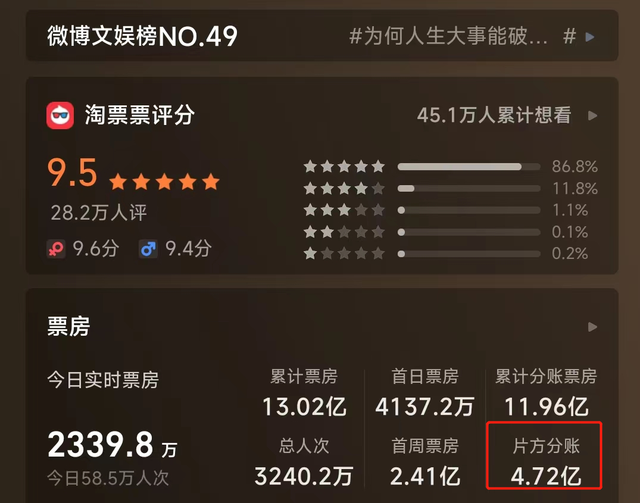 微博文娱榜NO.49 #为何人生大事能破... #
淘票票评分 45.1万人累计想看
9.5
28.2万人评
9.6分 9.4分
86.8%
11.8%
1.1%
0.1%
0.2%
票房
今日实时票房
2339.8 万
今日58.5万人次
累计票房 首日票房 累计分账票房
13.02亿 4137.2万 11.96亿
总人次 首周票房 片方分账
3240.2万 2.41亿 4.72亿